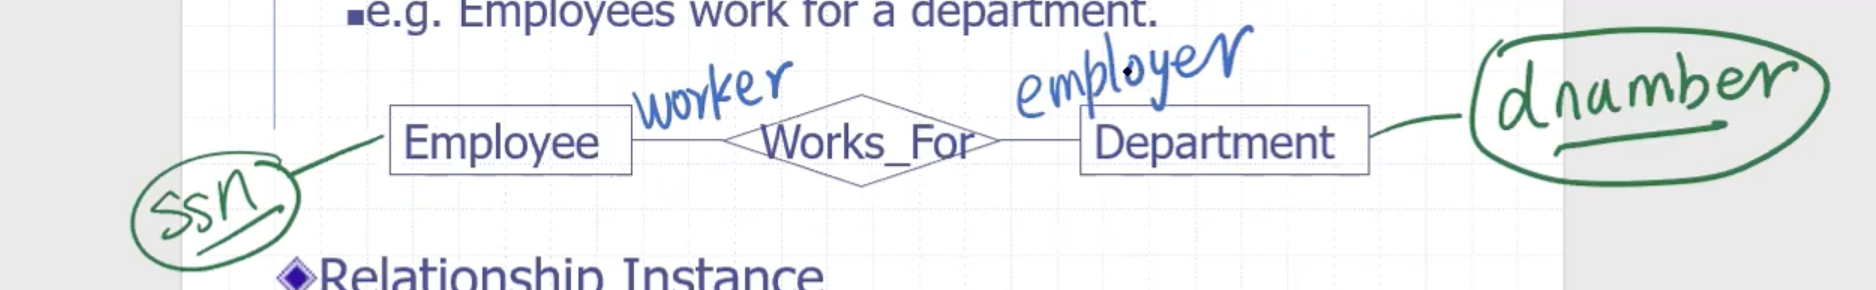 ▪e.g. Employees work for a department.
worker employer dnumber
Employee Works_For Department
ssn
◆Relationship Instance